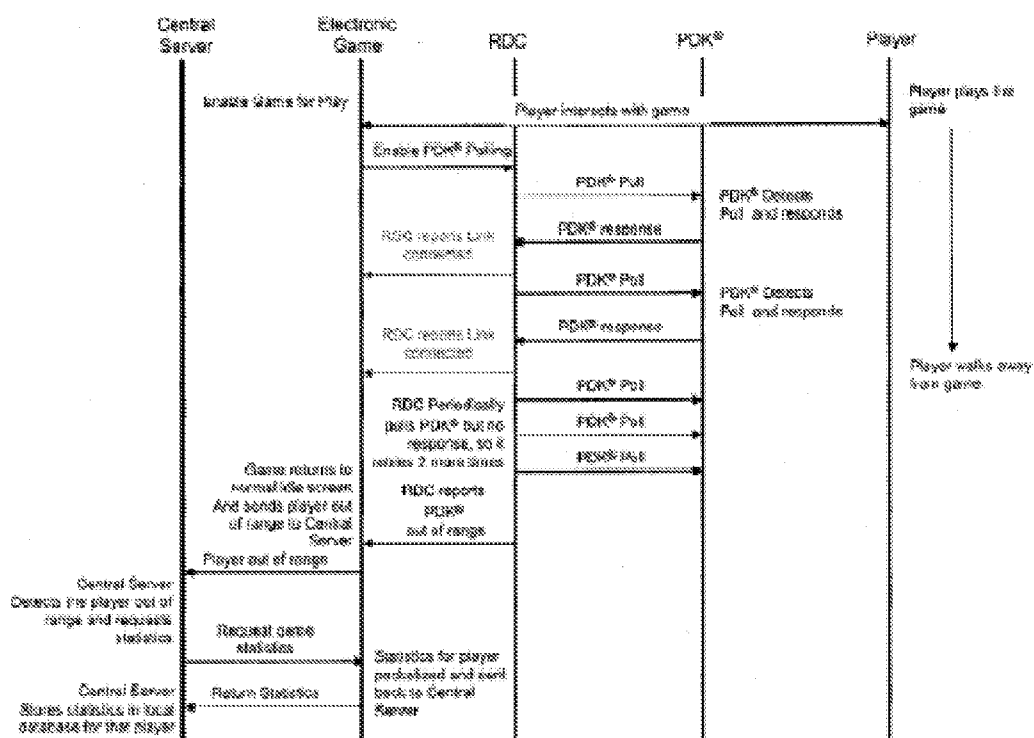 Central
Server
Electronic
Game
RDC
PDK®
Player
Enable Game for Play
Player interacts with game
Player plays the
game
Enable PDK® Polling
PDK® Poll
PDK® Detects
Poll and responds
PDK® response
RDC reports Link
connected
PDK® Poll
PDK® Detects
Poll and responds
PDK® response
RDC reports Link
connected
Player walks away
from game
PDK® Poll
RDC Periodically
polls PDK® but no
response, so it
retries 2 more times
PDK® Poll
PDK® Poll
Game returns to
normal idle screen
And sends player out
of range to Central
Server
RDC reports
PDK®
out of range
Player out of range
Central Server
Detects the player out of
range and requests
statistics
Request game
statistics
Statistics for player
packetized and sent
back to Central
Server
Return Statistics
Central Server
Stores statistics in local
database for that player